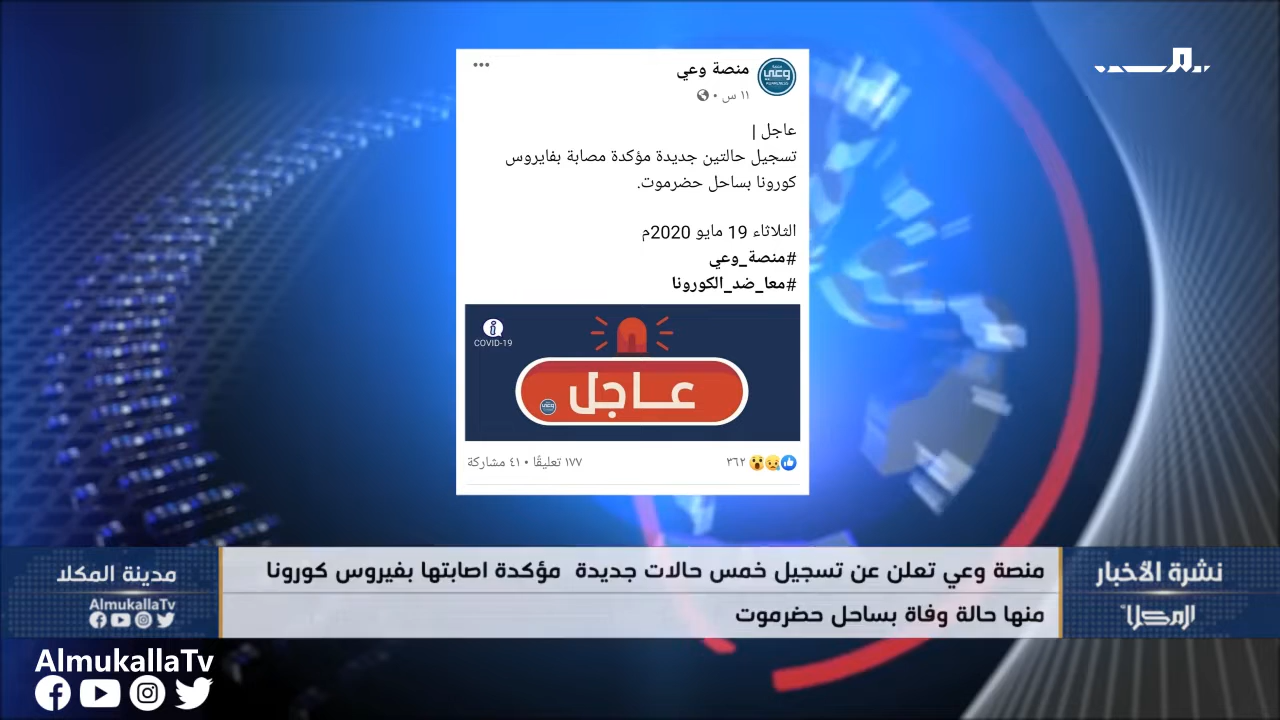 منصة وعي
١١ س •
عاجل |
تسجيل حالتين جديدة مؤكدة مصابة بفايروس
كورونا بساحل حضرموت.
الثلاثاء 19 مايو 2020م
#منصة_وعي
#معا_ضد_الكورونا
COVID-19
عاجل
٣٦٢
١٧٧ تعليقًا • ٤١ مشاركة
نشرة الأخبار
المكلا
منصة وعي تعلن عن تسجيل خمس حالات جديدة مؤكدة اصابتها بفيروس كورونا
منها حالة وفاة بساحل حضرموت
مدينة المكلا
AlmukallaTv
AlmukallaTv